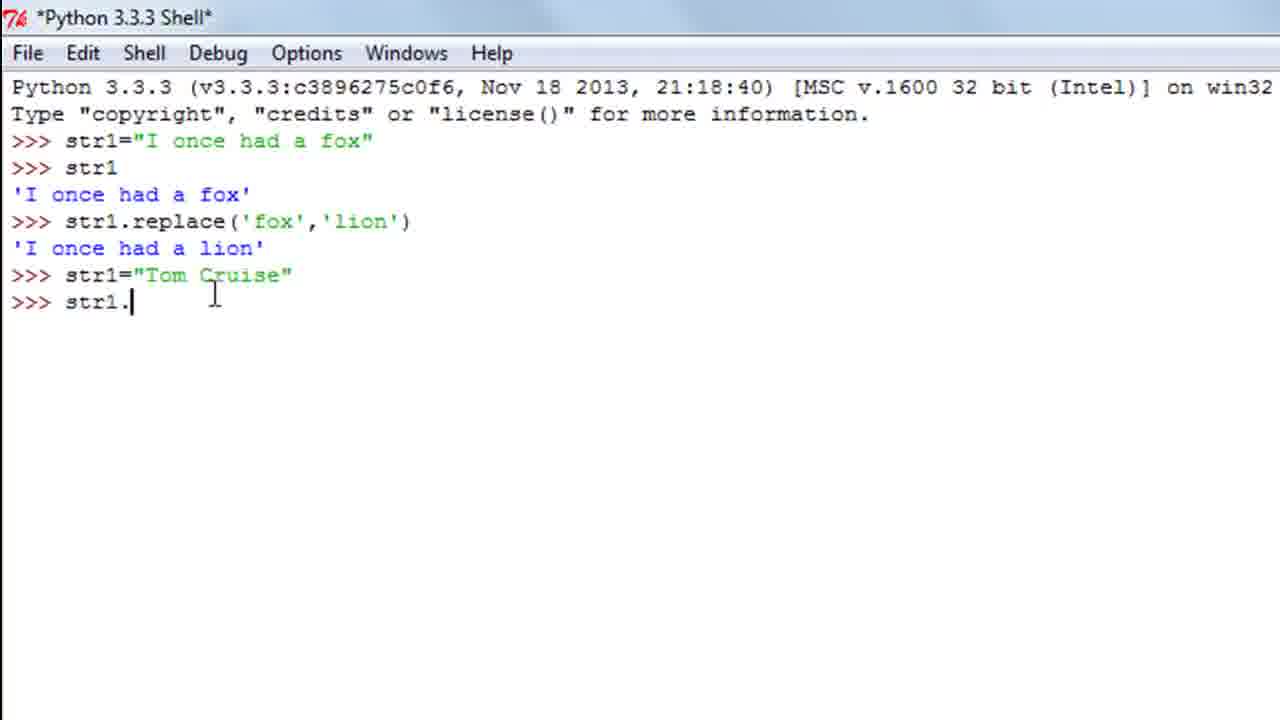 *Python 3.3.3 Shell*
File Edit Shell Debug Options Windows Help
Python 3.3.3 (v3.3.3:c3896275c0f6, Nov 18 2013, 21:18:40) [MSC v.1600 32 bit (Intel)] on win32
Type "copyright", "credits" or "license()" for more information.
>>> str1="I once had a fox"
>>> str1
'I once had a fox'
>>> str1.replace('fox','lion')
'I once had a lion'
>>> str1="Tom Cruise"
>>> str1.